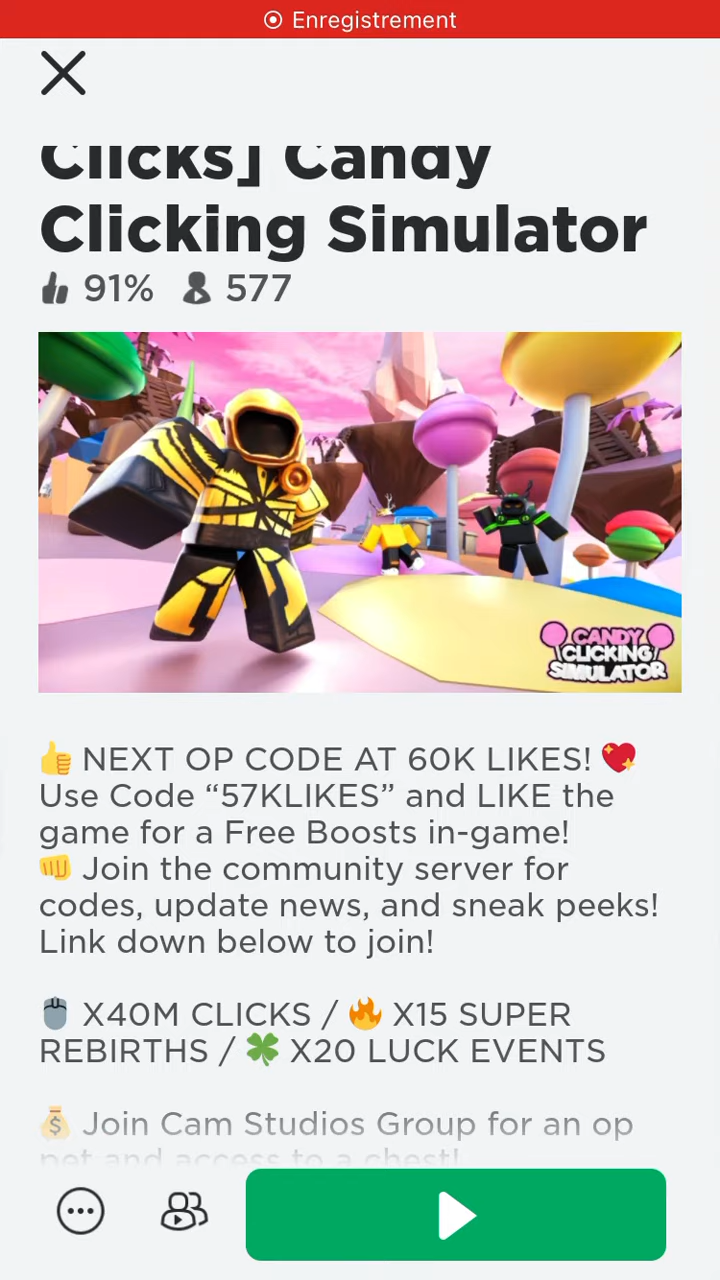 Enregistrement
Clicks] Candy
Clicking Simulator
91% 577
CANDY
CLICKING
SIMULATOR
👍 NEXT OP CODE AT 60K LIKES! 💖
Use Code “57KLIKES” and LIKE the
game for a Free Boosts in-game!
👊 Join the community server for
codes, update news, and sneak peeks!
Link down below to join!
🖱️ X40M CLICKS / 🔥 X15 SUPER
REBIRTHS / 🍀 X20 LUCK EVENTS
💰 Join Cam Studios Group for an op
pet and access to a chest!